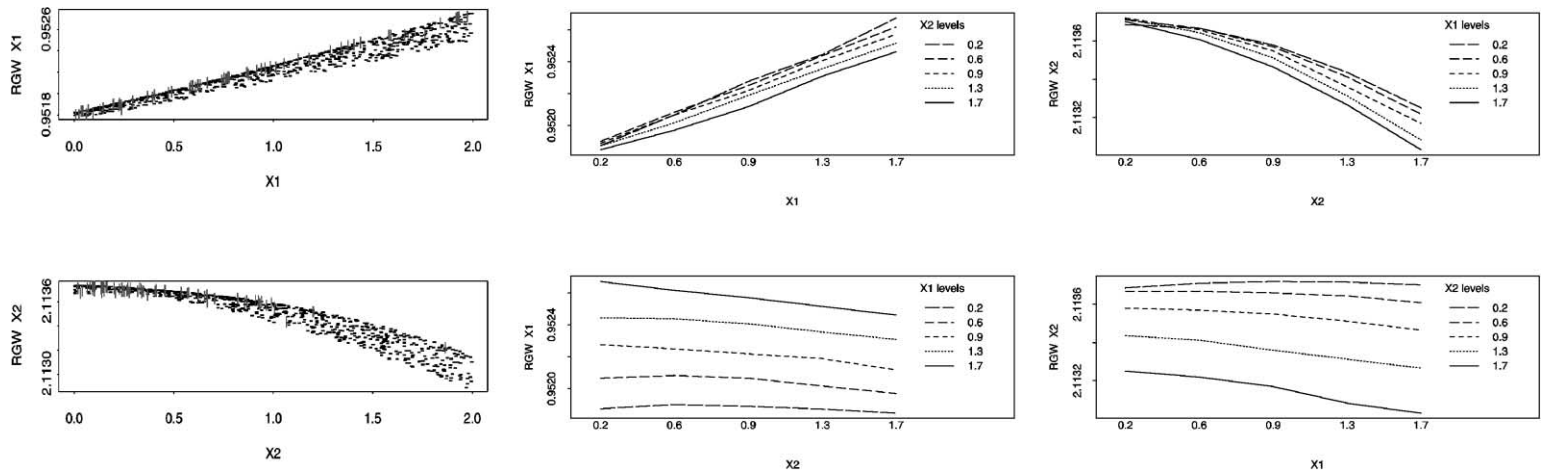 RGW X1
0.9526
0.9518
0.0 0.5 1.0 1.5 2.0
X1
RGW X1
0.9524
0.9520
X2 levels
0.2
0.6
0.9
1.3
1.7
0.2 0.6 0.9 1.3 1.7
X1
RGW X2
2.1136
2.1132
X1 levels
0.2
0.6
0.9
1.3
1.7
0.2 0.6 0.9 1.3 1.7
X2
RGW X2
2.1136
2.1130
0.0 0.5 1.0 1.5 2.0
X2
RGW X1
0.9524
0.9520
X1 levels
0.2
0.6
0.9
1.3
1.7
0.2 0.6 0.9 1.3 1.7
X2
RGW X2
2.1136
2.1132
X2 levels
0.2
0.6
0.9
1.3
1.7
0.2 0.6 0.9 1.3 1.7
X1